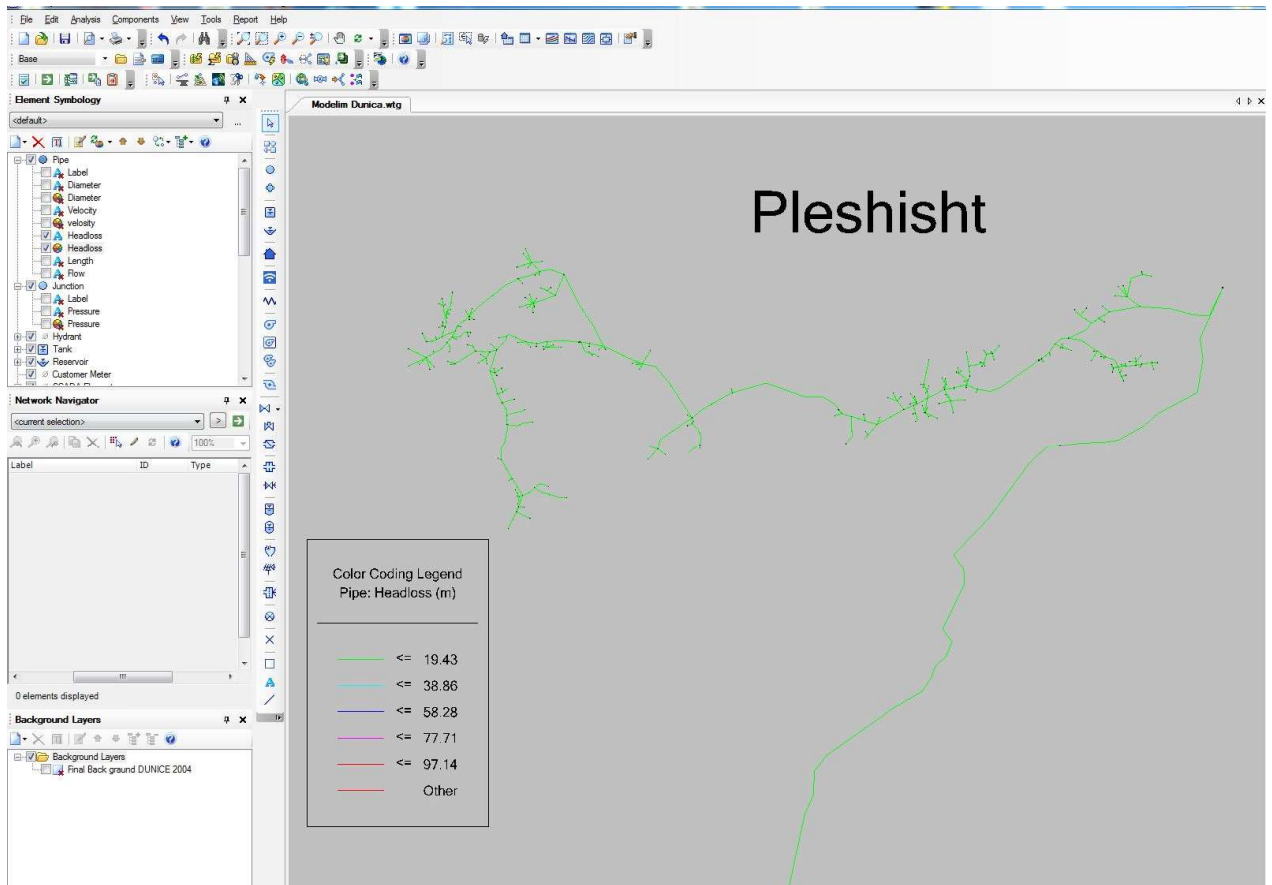 File Edit Analysis Components View Tools Report Help
Base
Element Symbology
<default>
...
Pipe
Label
Diameter
Diameter
Velocity
velosity
Headloss
Headloss
Length
Flow
Junction
Label
Pressure
Pressure
Hydrant
Tank
Reservoir
Customer Meter
Network Navigator
<current selection>
>
100%
Label ID Type
0 elements displayed
Background Layers
Background Layers
Final Back ground DUNICE 2004
Modelim Dunica.wtg
Pleshisht
Color Coding Legend
Pipe: Headloss (m)
<= 19.43
<= 38.86
<= 58.28
<= 77.71
<= 97.14
Other